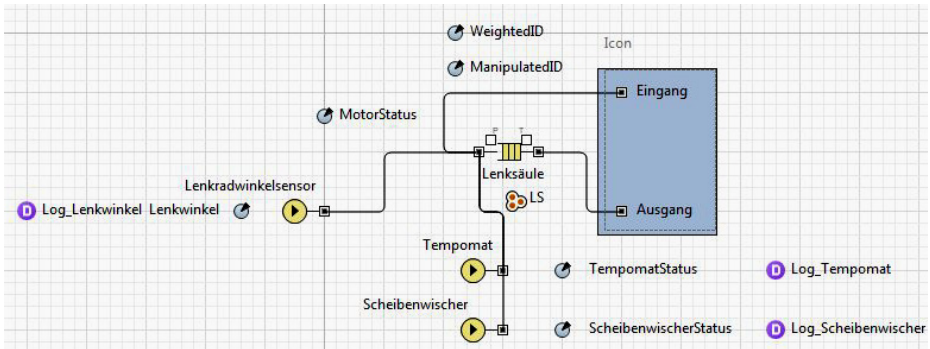 WeightedID
Icon
ManipulatedID
Eingang
MotorStatus
P T
Lenksäule
Lenkradwinkelsensor
LS
D Log_Lenkwinkel Lenkwinkel
Ausgang
Tempomat
TempomatStatus
D Log_Tempomat
Scheibenwischer
ScheibenwischerStatus
D Log_Scheibenwischer